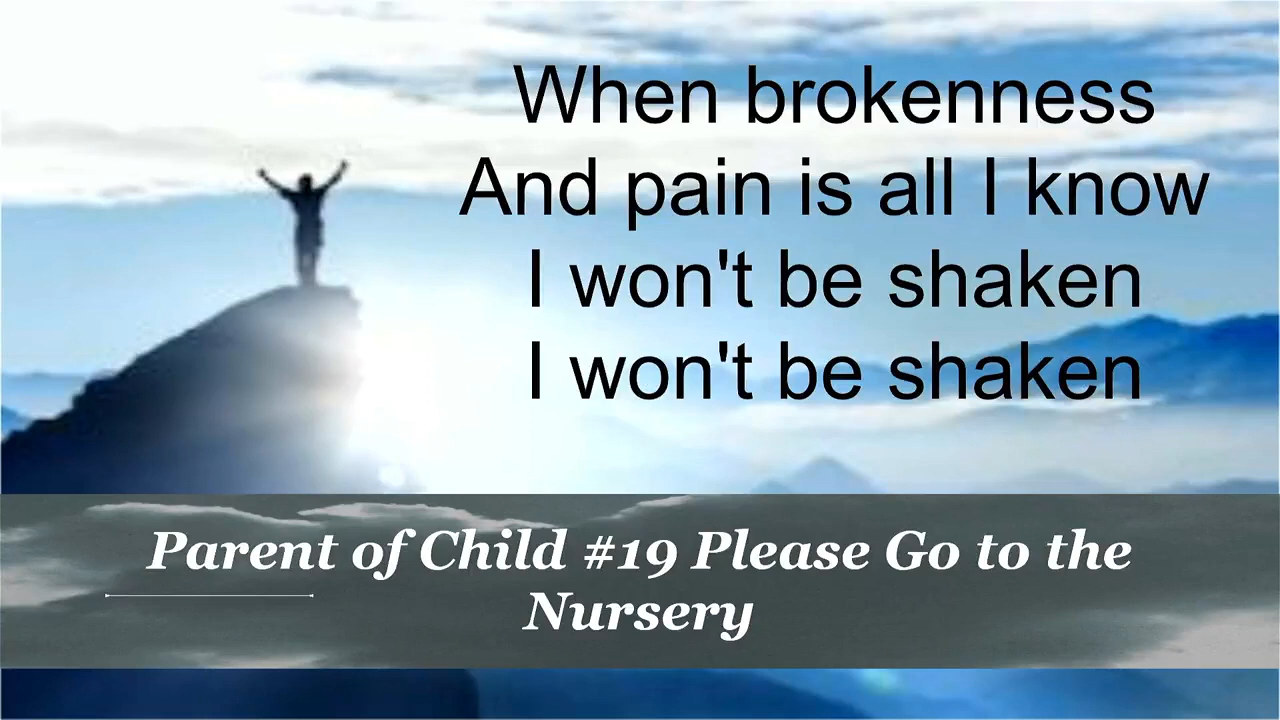 When brokenness
And pain is all I know
I won't be shaken
I won't be shaken
Parent of Child #19 Please Go to the
Nursery